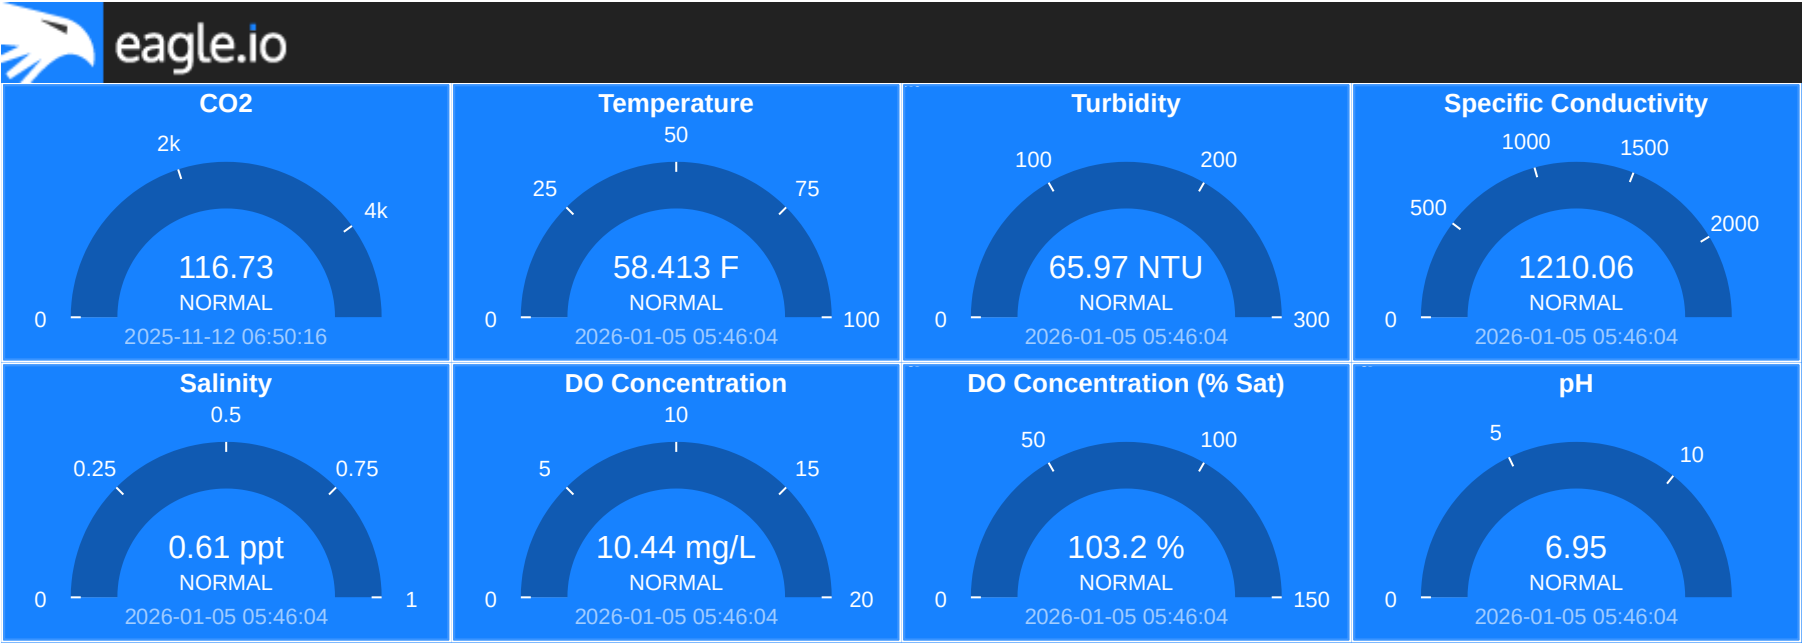 eagle.io
CO2
2k
4k
116.73
NORMAL
0
2025-11-12 06:50:16
Temperature
50
25
75
58.413 F
NORMAL
0
100
2026-01-05 05:46:04
Turbidity
100
200
65.97 NTU
NORMAL
0
300
2026-01-05 05:46:04
Specific Conductivity
1000
1500
500
2000
1210.06
NORMAL
0
2026-01-05 05:46:04
Salinity
0.5
0.25
0.75
0.61 ppt
NORMAL
0
1
2026-01-05 05:46:04
DO Concentration
10
5
15
10.44 mg/L
NORMAL
0
20
2026-01-05 05:46:04
DO Concentration (% Sat)
50
100
103.2 %
NORMAL
0
150
2026-01-05 05:46:04
pH
5
10
6.95
NORMAL
0
2026-01-05 05:46:04